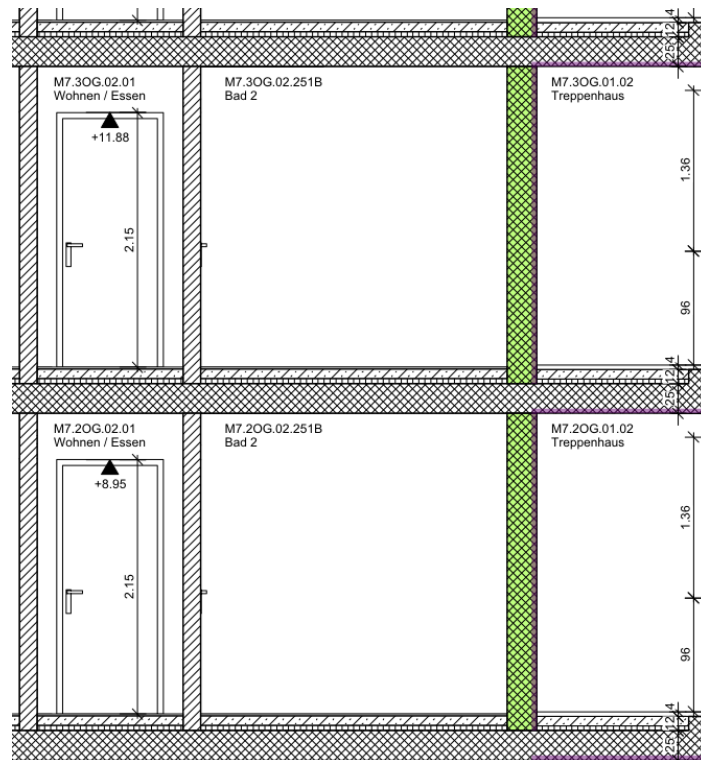 25 12 4
M7.3OG.02.01
Wohnen / Essen
M7.3OG.02.251B
Bad 2
M7.3OG.01.02
Treppenhaus
+11.88
2.15
1.36
96
25 12 4
M7.2OG.02.01
Wohnen / Essen
M7.2OG.02.251B
Bad 2
M7.2OG.01.02
Treppenhaus
+8.95
2.15
1.36
96
25 12 4